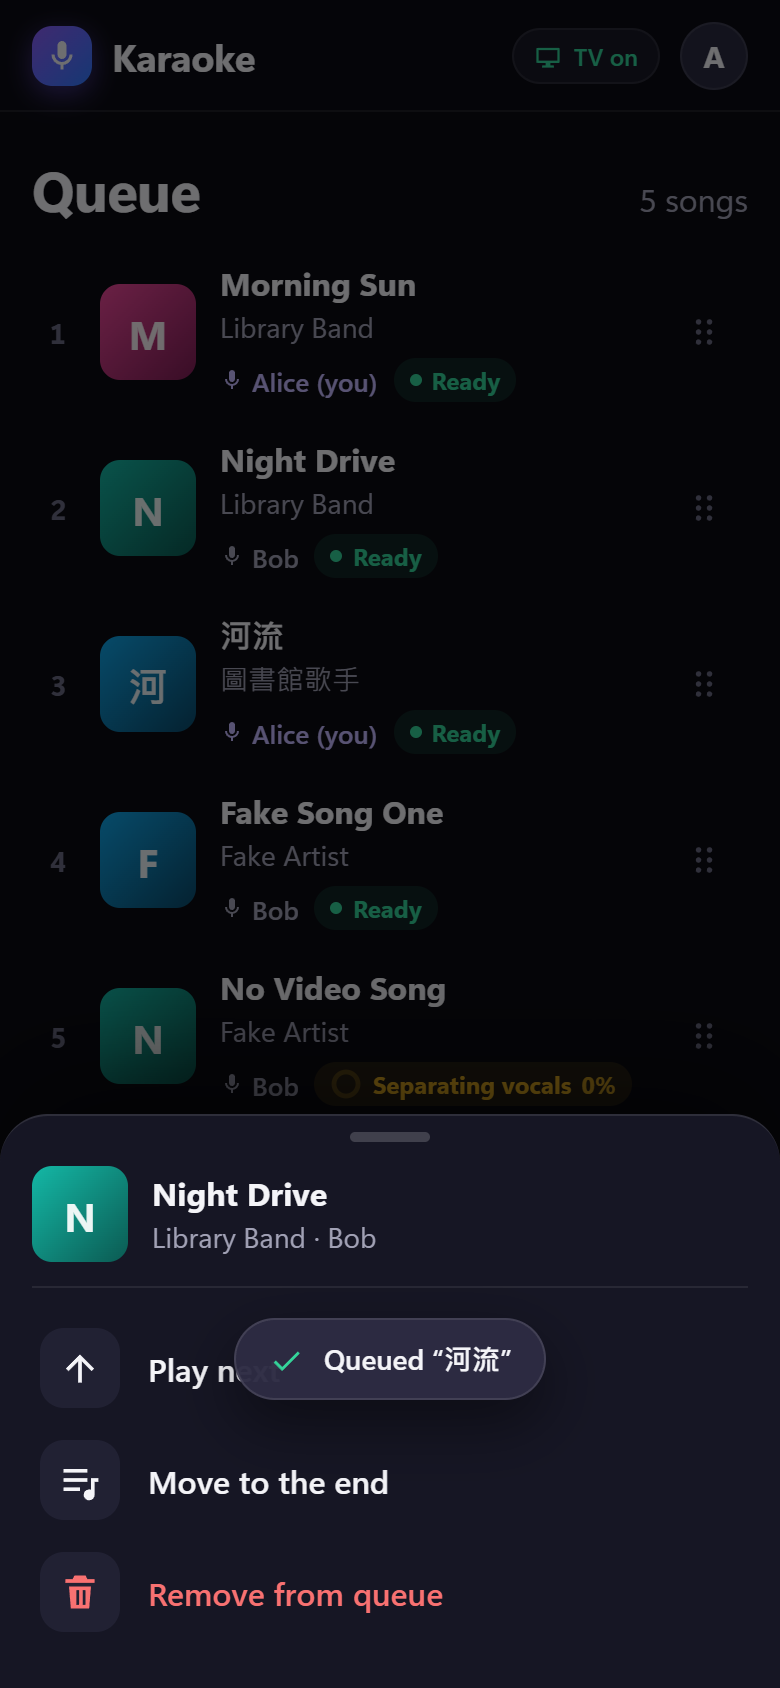 Karaoke
TV on
A
Queue
5 songs
1
M
Morning Sun
Library Band
Alice (you)
Ready
2
N
Night Drive
Library Band
Bob
Ready
3
河
河流
圖書館歌手
Alice (you)
Ready
4
F
Fake Song One
Fake Artist
Bob
Ready
5
N
No Video Song
Fake Artist
Bob
Separating vocals 0%
N
Night Drive
Library Band · Bob
Play next
Queued “河流”
Move to the end
Remove from queue